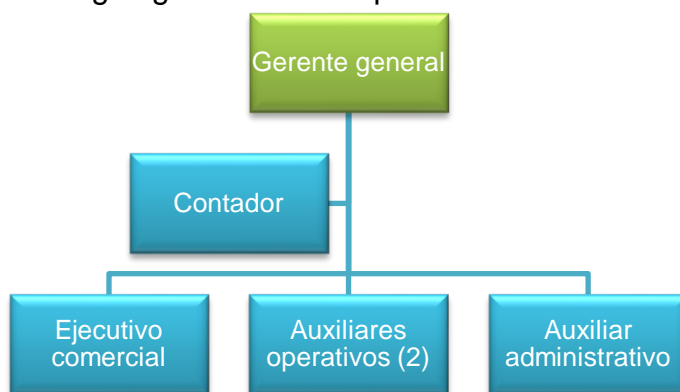 Gerente general
Contador
Ejecutivo
comercial
Auxiliares
operativos (2)
Auxiliar
administrativo